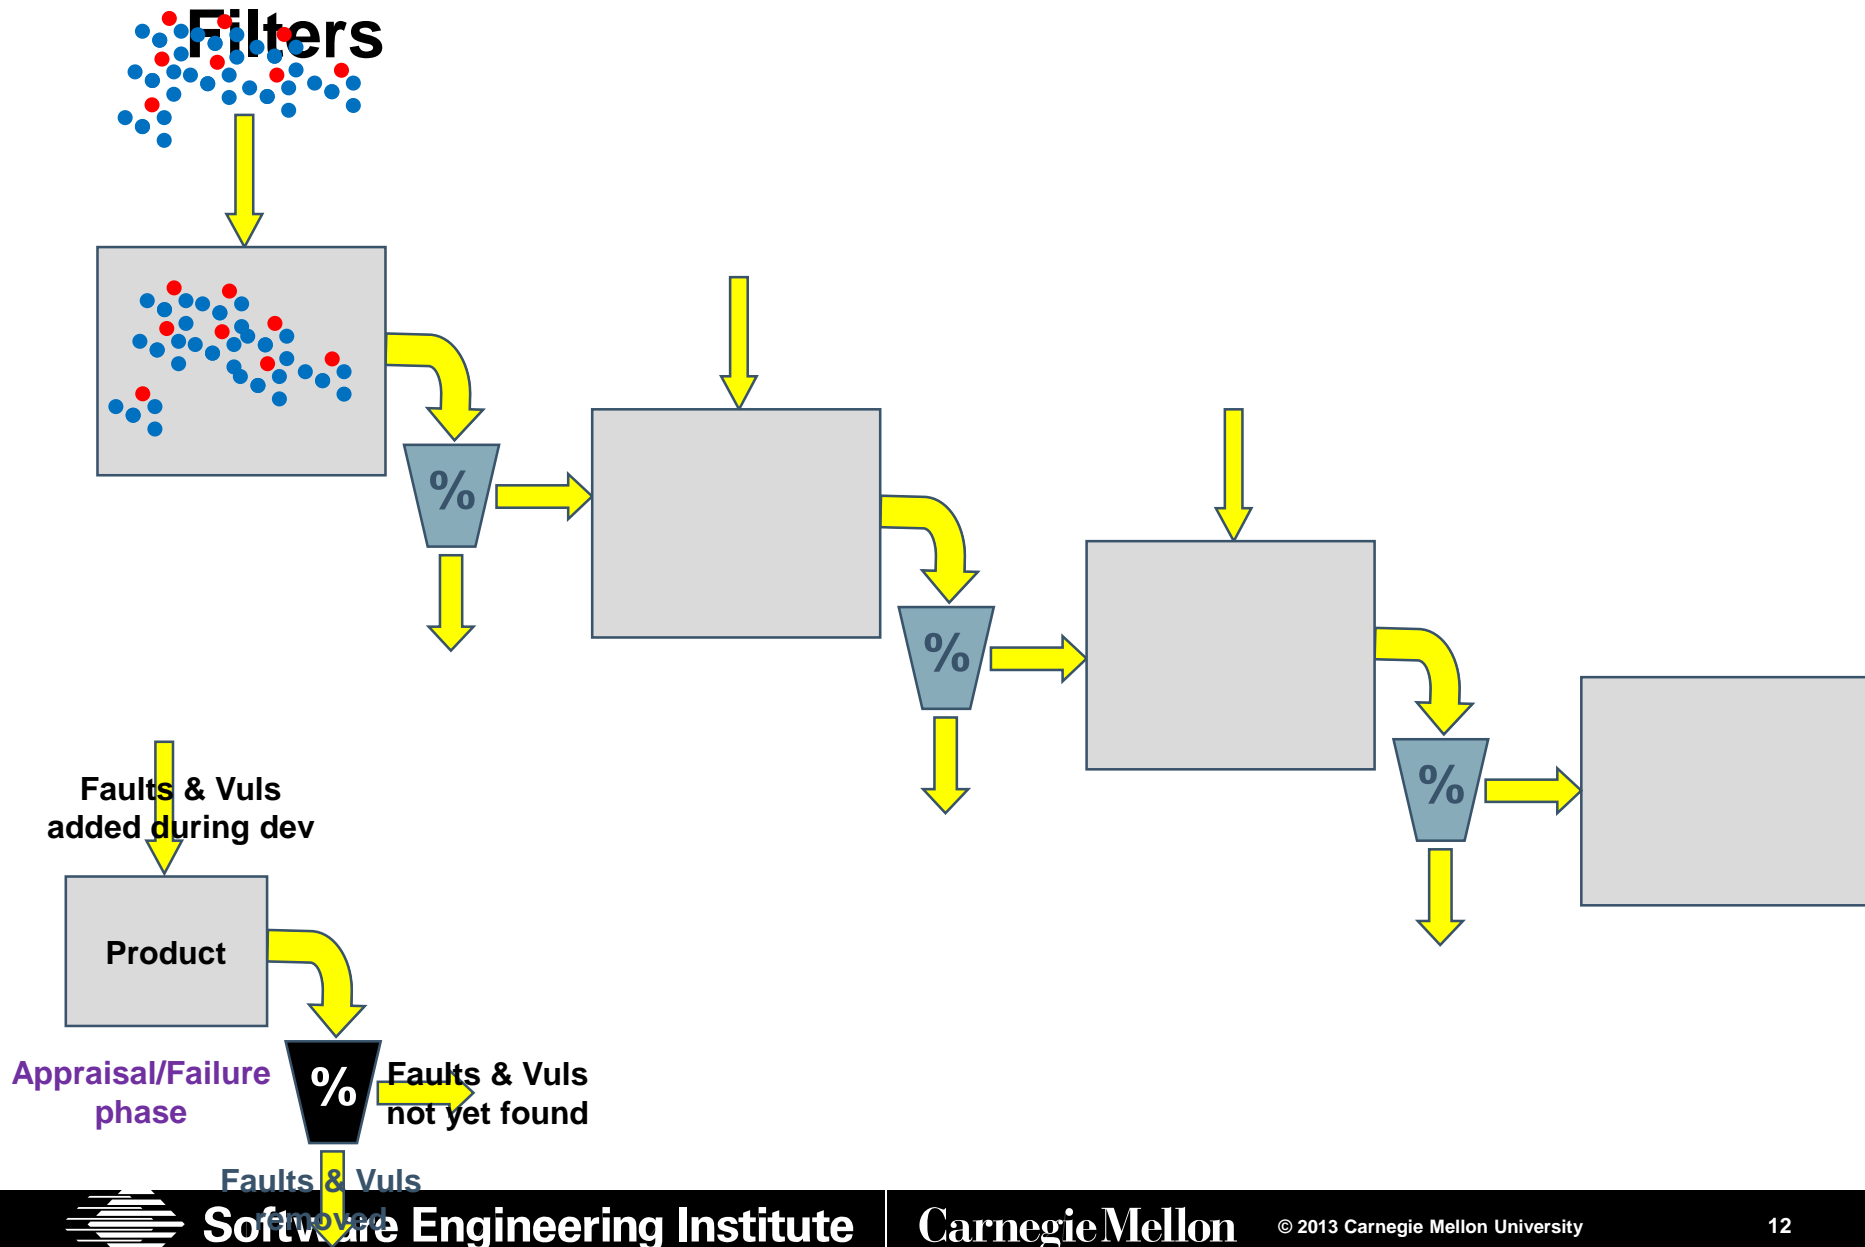 Filters
%
%
%
Faults & Vuls
added during dev
Product
Appraisal/Failure
phase
%
Faults & Vuls
not yet found
Faults & Vuls
removed
Software Engineering Institute
Carnegie Mellon
© 2013 Carnegie Mellon University
12